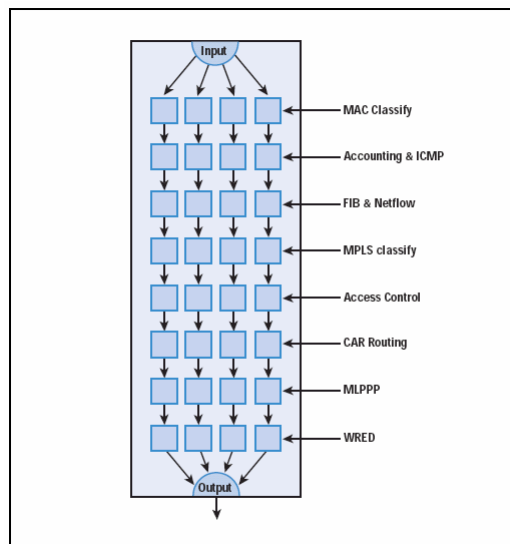 Input
MAC Classify
Accounting & ICMP
FIB & Netflow
MPLS classify
Access Control
CAR Routing
MLPPP
WRED
Output